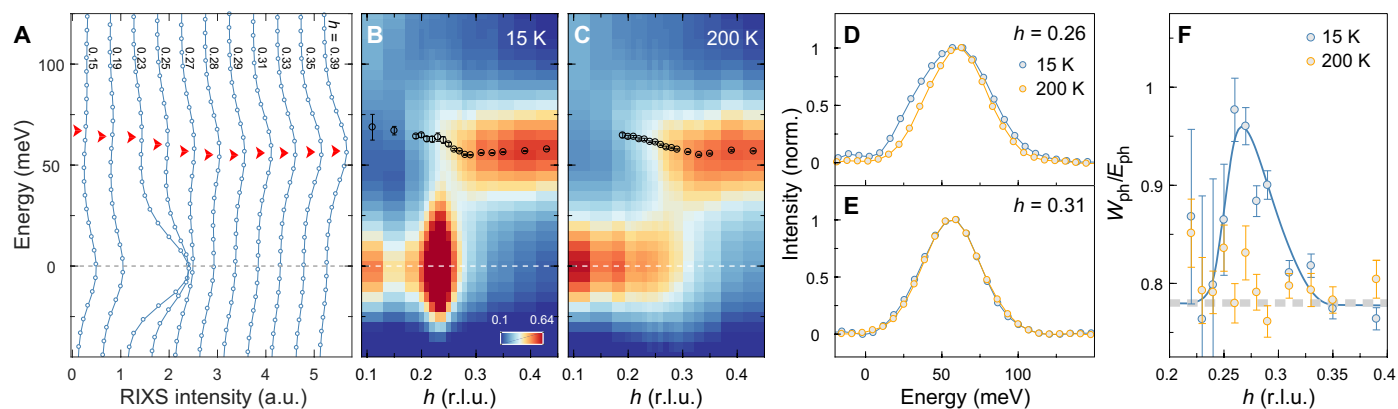 A
Energy (meV)
100
50
0
0.15
0.19
0.23
0.25
0.27
0.28
0.29
0.31
0.33
0.35
h = 0.39
0 1 2 3 4 5
RIXS intensity (a.u.)
B
15 K
0.1 0.64
0.1 0.2 0.3 0.4
h (r.l.u.)
C
200 K
0.1 0.2 0.3 0.4
h (r.l.u.)
Intensity (norm.)
D
h = 0.26
15 K
200 K
1
0.5
0
E
h = 0.31
1
0.5
0
0 50 100
Energy (meV)
F
15 K
200 K
Wph/Eph
1
0.9
0.8
0.2 0.25 0.3 0.35 0.4
h (r.l.u.)